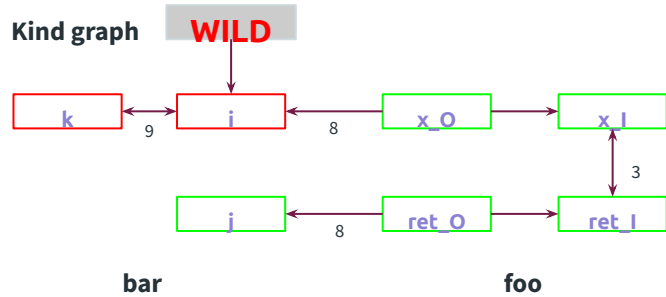 Kind graph
WILD
k
9
i
8
x_O
x_I
3
j
8
ret_O
ret_I
bar
foo